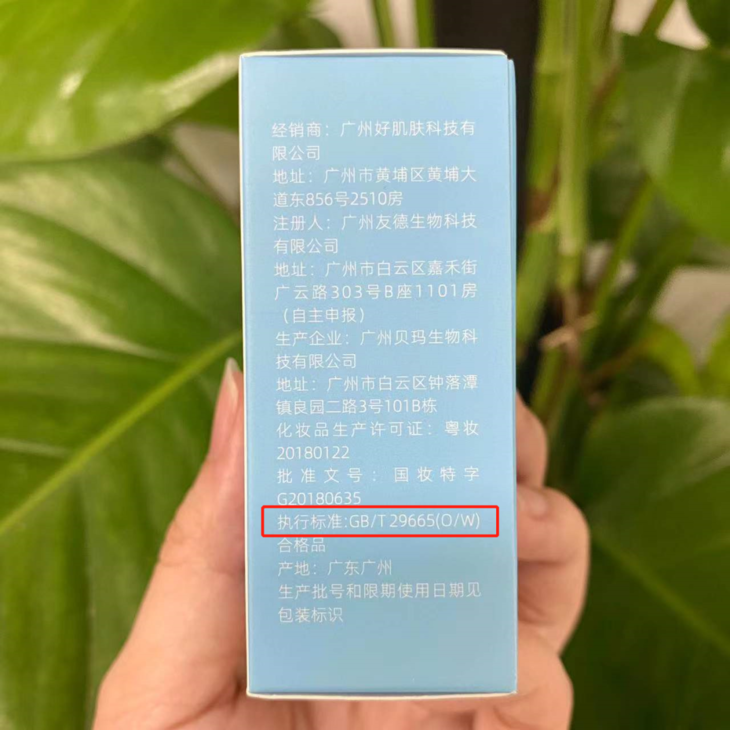 经销商：广州好肌肤科技有
限公司
地址：广州市黄埔区黄埔大
道东856号2510房
注册人：广州友德生物科技
有限公司
地址：广州市白云区嘉禾街
广云路303号B座1101房
（自主申报）
生产企业：广州贝玛生物科
技有限公司
地址：广州市白云区钟落潭
镇良园二路3号101B栋
化妆品生产许可证：粤妆
20180122
批准文号：国妆特字
G20180635
执行标准:GB/T 29665(O/W)
合格品
产地：广东广州
生产批号和限期使用日期见
包装标识